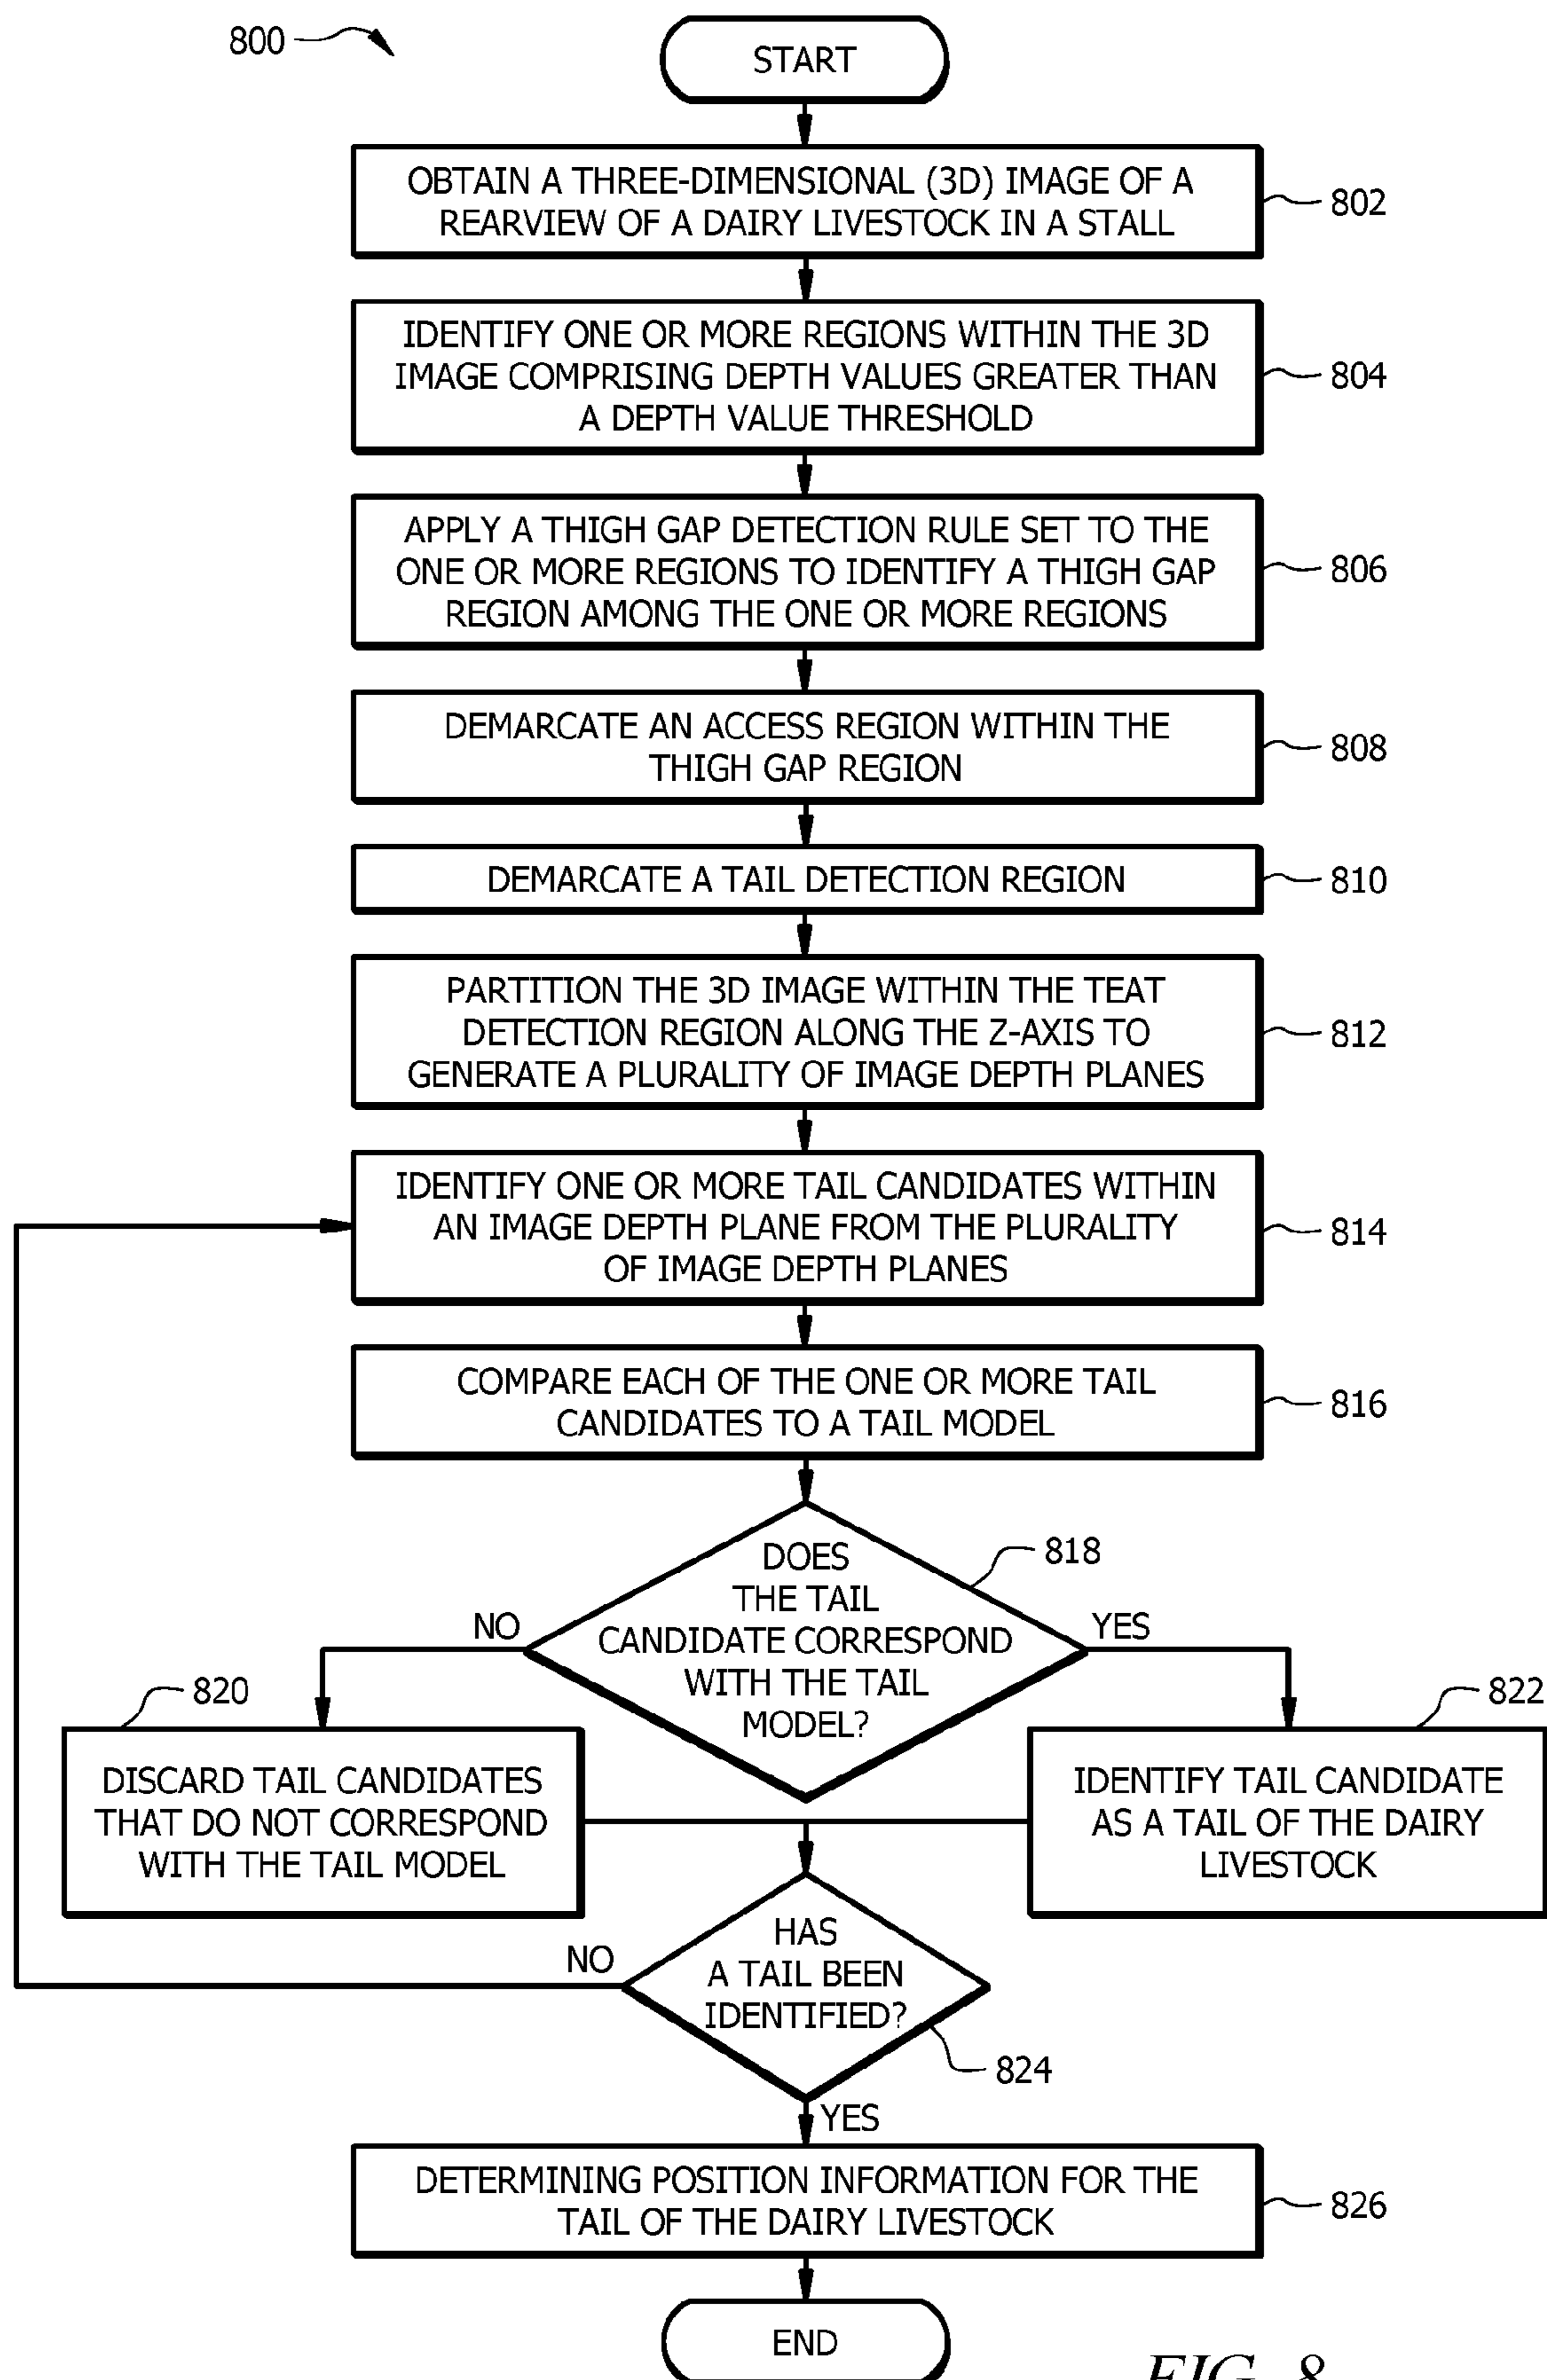 800
START
OBTAIN A THREE-DIMENSIONAL (3D) IMAGE OF A
REARVIEW OF A DAIRY LIVESTOCK IN A STALL
802
IDENTIFY ONE OR MORE REGIONS WITHIN THE 3D
IMAGE COMPRISING DEPTH VALUES GREATER THAN
A DEPTH VALUE THRESHOLD
804
APPLY A THIGH GAP DETECTION RULE SET TO THE
ONE OR MORE REGIONS TO IDENTIFY A THIGH GAP
REGION AMONG THE ONE OR MORE REGIONS
806
DEMARCATE AN ACCESS REGION WITHIN THE
THIGH GAP REGION
808
DEMARCATE A TAIL DETECTION REGION
810
PARTITION THE 3D IMAGE WITHIN THE TEAT
DETECTION REGION ALONG THE Z-AXIS TO
GENERATE A PLURALITY OF IMAGE DEPTH PLANES
812
IDENTIFY ONE OR MORE TAIL CANDIDATES WITHIN
AN IMAGE DEPTH PLANE FROM THE PLURALITY
OF IMAGE DEPTH PLANES
814
COMPARE EACH OF THE ONE OR MORE TAIL
CANDIDATES TO A TAIL MODEL
816
DOES
THE TAIL
CANDIDATE CORRESPOND
WITH THE TAIL
MODEL?
818
NO
YES
820
DISCARD TAIL CANDIDATES
THAT DO NOT CORRESPOND
WITH THE TAIL MODEL
822
IDENTIFY TAIL CANDIDATE
AS A TAIL OF THE DAIRY
LIVESTOCK
HAS
A TAIL BEEN
IDENTIFIED?
824
NO
YES
DETERMINING POSITION INFORMATION FOR THE
TAIL OF THE DAIRY LIVESTOCK
826
END
FIG. 8